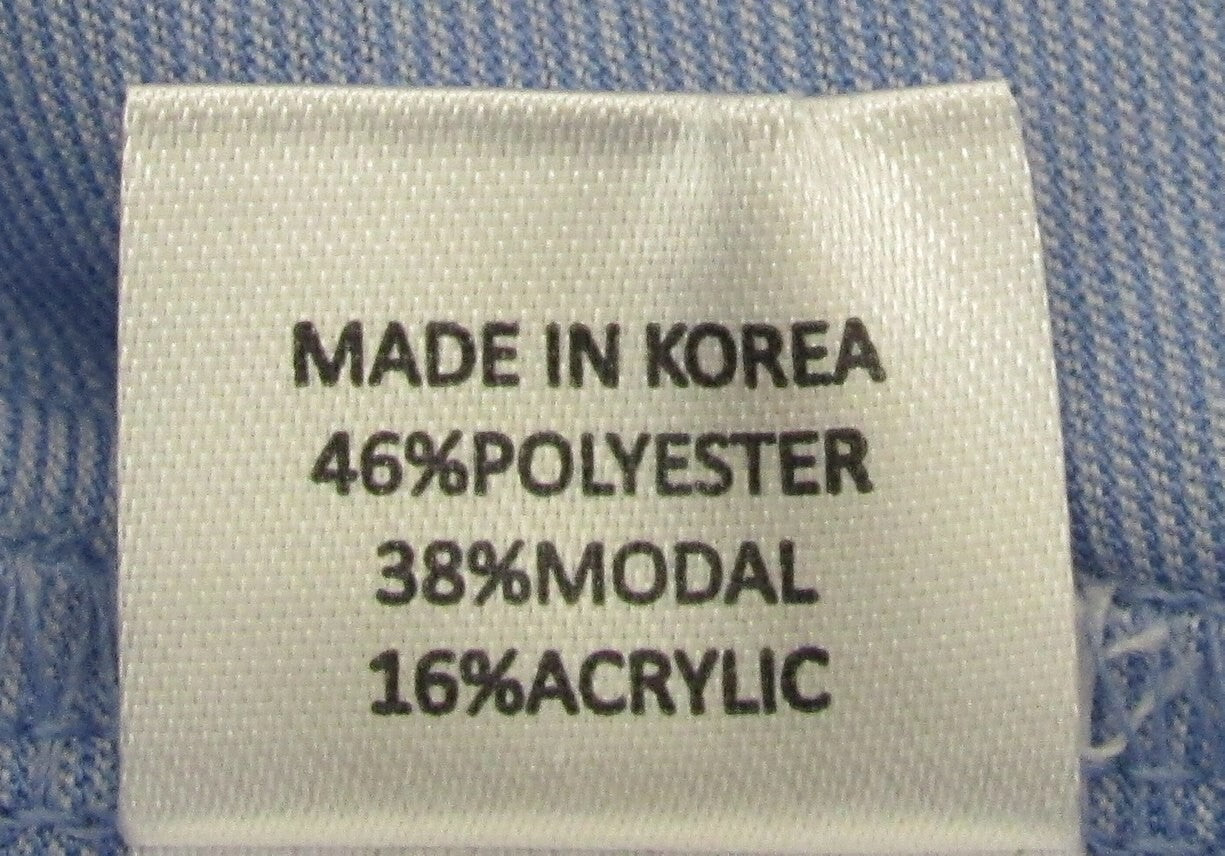 MADE IN KOREA
46%POLYESTER
38%MODAL
16%ACRYLIC